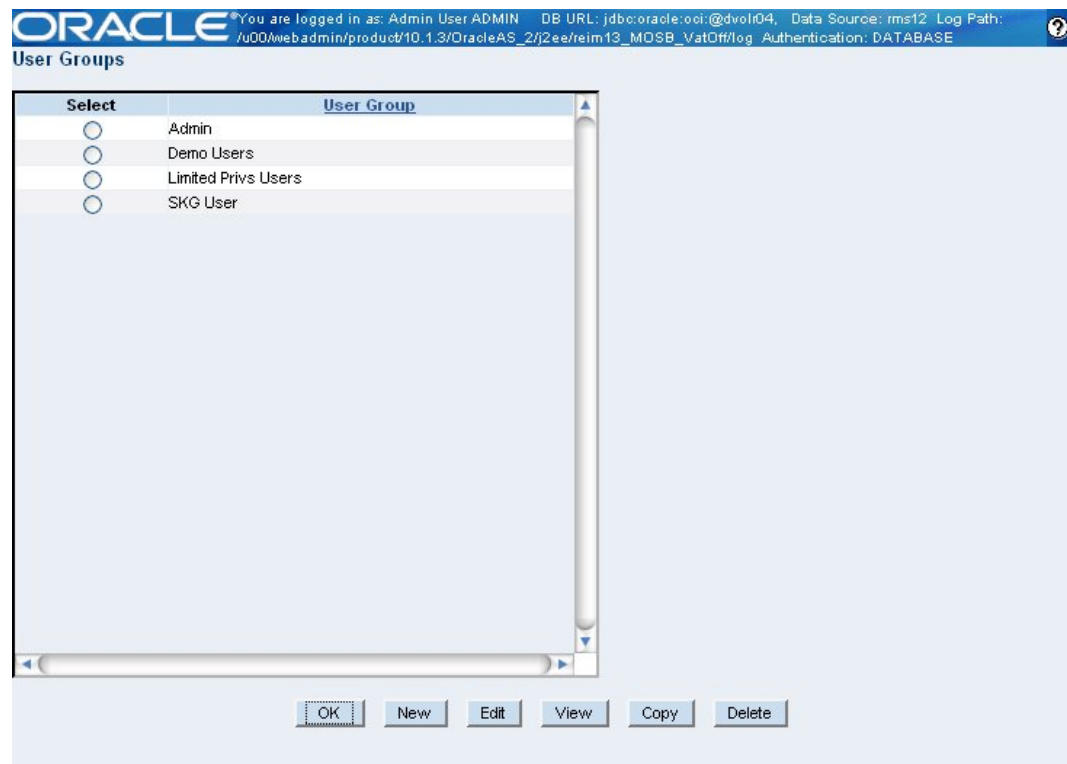 ORACLE® You are logged in as: Admin User ADMIN DB URL: jdbc:oracle:oci:@dvolr04, Data Source: rms12 Log Path:
/u00/webadmin/product/10.1.3/OracleAS_2/j2ee/reim13_MOSB_VatOff/log Authentication: DATABASE
?
User Groups
Select User Group
Admin
Demo Users
Limited Privs Users
SKG User
OK New Edit View Copy Delete